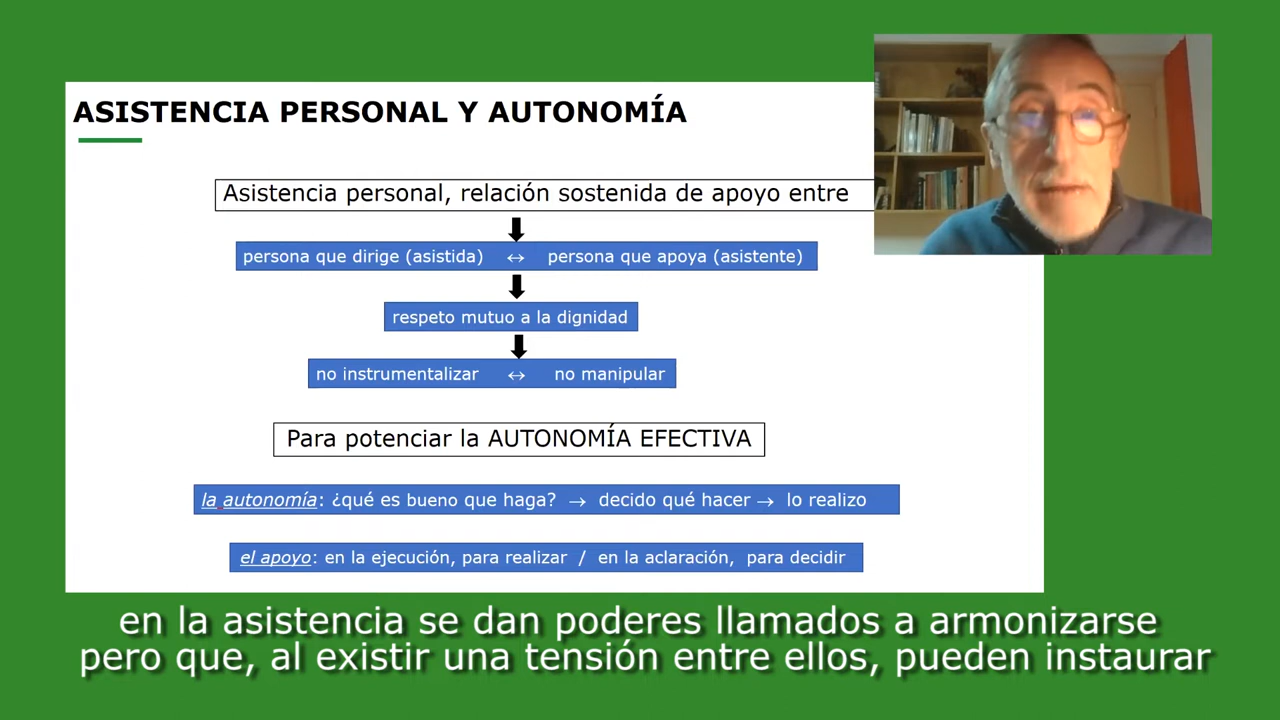 ASISTENCIA PERSONAL Y AUTONOMÍA
Asistencia personal, relación sostenida de apoyo entre
persona que dirige (asistida) ↔ persona que apoya (asistente)
respeto mutuo a la dignidad
no instrumentalizar ↔ no manipular
Para potenciar la AUTONOMÍA EFECTIVA
la autonomía: ¿qué es bueno que haga? → decido qué hacer → lo realizo
el apoyo: en la ejecución, para realizar / en la aclaración, para decidir
en la asistencia se dan poderes llamados a armonizarse
pero que, al existir una tensión entre ellos, pueden instaurar